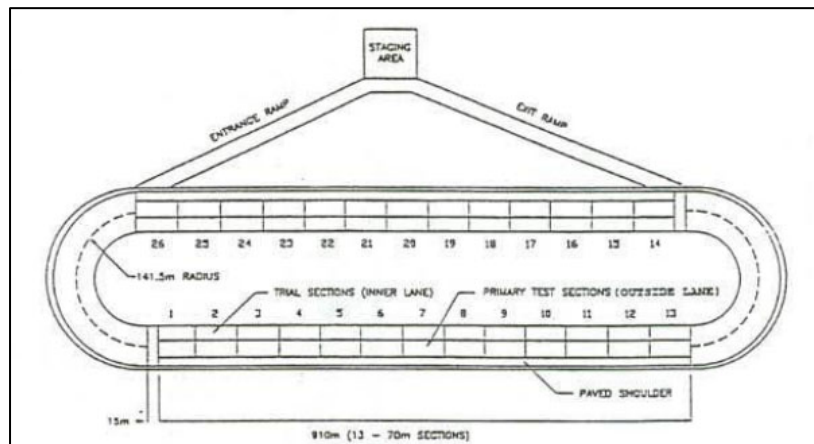 STAGING
AREA
ENTRANCE RAMP
EXIT RAMP
26 25 24 23 22 21 20 19 18 17 16 15 14
141.5m RADIUS
TRIAL SECTIONS (INNER LANE)
PRIMARY TEST SECTIONS (OUTSIDE LANE)
1 2 3 4 5 6 7 8 9 10 11 12 13
PAVED SHOULDER
15m
910m (13 - 70m SECTIONS)